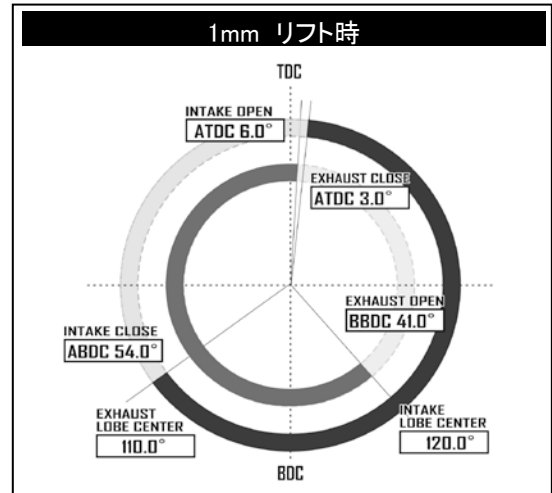 1mm リフト時
TDC
INTAKE OPEN
ATDC 6.0°
EXHAUST CLOSE
ATDC 3.0°
EXHAUST OPEN
BBDC 41.0°
INTAKE CLOSE
ABDC 54.0°
EXHAUST
LOBE CENTER
110.0°
INTAKE
LOBE CENTER
120.0°
BDC